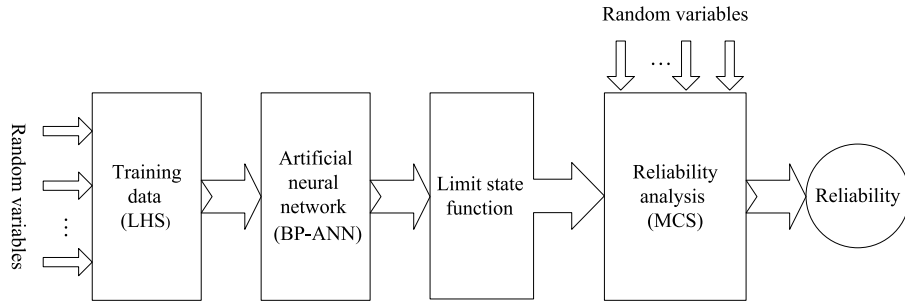 Random variables
...
Random variables
...
Training
data
(LHS)
Artificial
neural
network
(BP-ANN)
Limit state
function
Reliability
analysis
(MCS)
Reliability